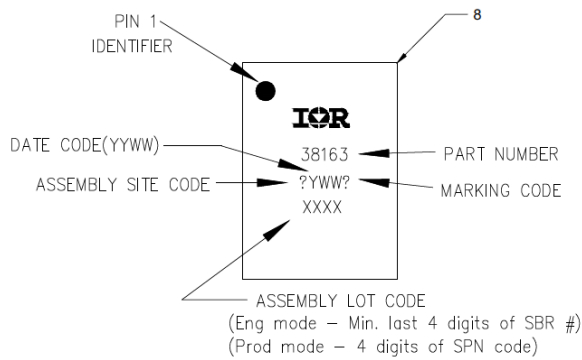 PIN 1
IDENTIFIER
8
IOR
DATE CODE(YYWW)
38163
PART NUMBER
ASSEMBLY SITE CODE
?YWW?
MARKING CODE
XXXX
ASSEMBLY LOT CODE
(Eng mode – Min. last 4 digits of SBR #)
(Prod mode – 4 digits of SPN code)